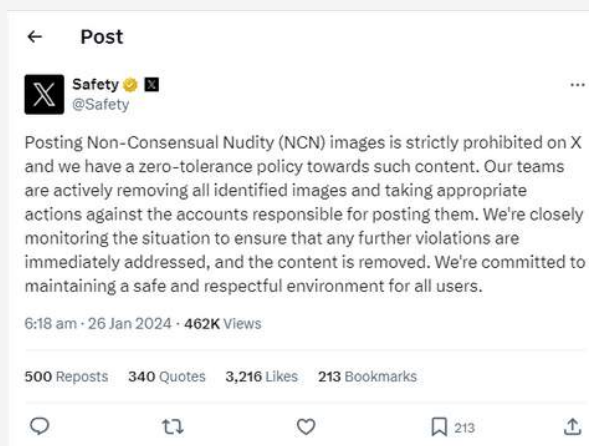 Post
Safety
@Safety
Posting Non-Consensual Nudity (NCN) images is strictly prohibited on X
and we have a zero-tolerance policy towards such content. Our teams
are actively removing all identified images and taking appropriate
actions against the accounts responsible for posting them. We're closely
monitoring the situation to ensure that any further violations are
immediately addressed, and the content is removed. We're committed to
maintaining a safe and respectful environment for all users.
6:18 am · 26 Jan 2024 · 462K Views
500 Reposts 340 Quotes 3,216 Likes 213 Bookmarks
213